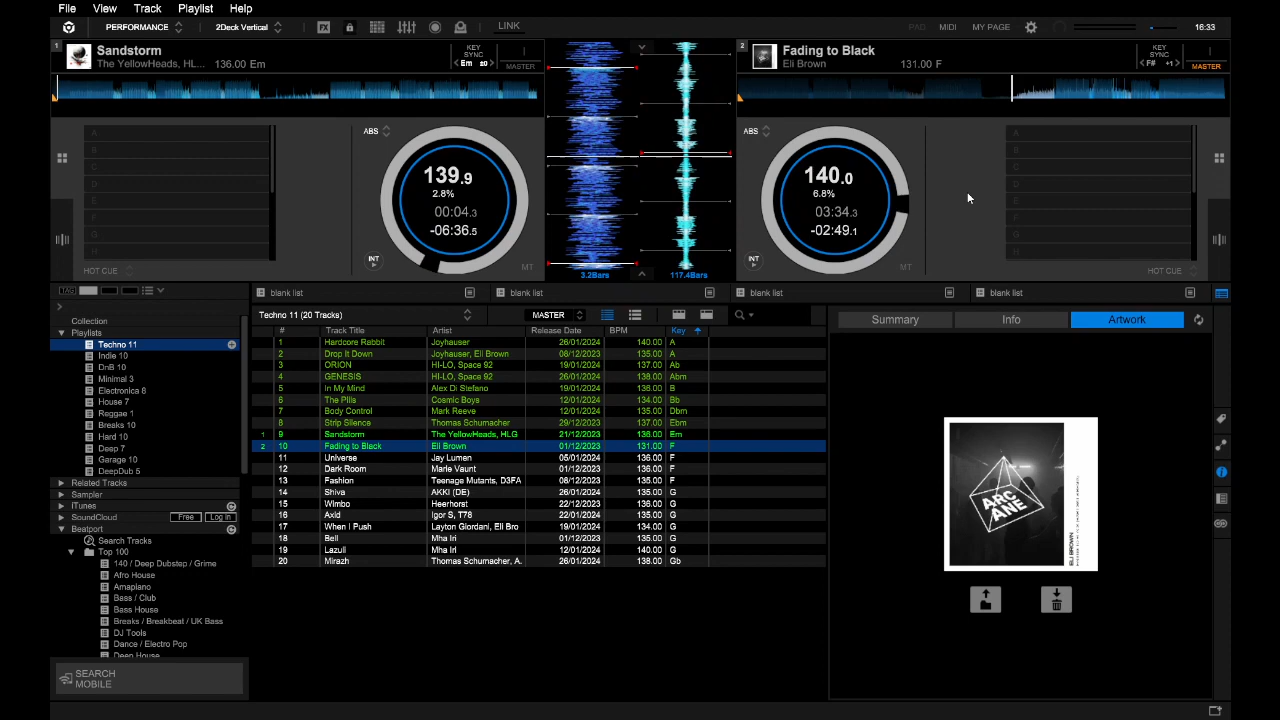 File View Track Playlist Help
PERFORMANCE 2Deck Vertical FX LINK PAD MIDI MY PAGE 16:33
1 Sandstorm KEY SYNC
The YellowHeads, HL... 136.00 Em Em ±0 MASTER
2 Fading to Black KEY SYNC
Eli Brown 131.00 F F# +1 MASTER
A
B
C
D
E
F
G
H
HOT CUE
ABS
139.9
2.8%
00:04.3
-06:36.5
INT MT
3.2Bars 117.4Bars
ABS
140.0
6.8%
03:34.3
-02:49.1
INT MT
A
B
C
E
F
G
HOT CUE
TAG
blank list blank list blank list blank list
Collection
Playlists
Techno 11
Indie 10
DnB 10
Minimal 3
Electronica 8
House 7
Reggae 1
Breaks 10
Hard 10
Deep 7
Garage 10
DeepDub 5
Related Tracks
Sampler
iTunes
SoundCloud Free Log In
Beatport
Search Tracks
Top 100
140 / Deep Dubstep / Grime
Afro House
Amapiano
Bass / Club
Bass House
Breaks / Breakbeat / UK Bass
DJ Tools
Dance / Electro Pop
Deep House
SEARCH
MOBILE
Techno 11 (20 Tracks) MASTER
# Track Title Artist Release Date BPM Key
1 Hardcore Rabbit Joyhauser 26/01/2024 140.00 A
2 Drop It Down Joyhauser, Eli Brown 08/12/2023 135.00 A
3 ORION HI-LO, Space 92 19/01/2024 137.00 Ab
4 GENESIS HI-LO, Space 92 26/01/2024 138.00 Abm
5 In My Mind Alex Di Stefano 19/01/2024 136.00 B
6 The Pills Cosmic Boys 12/01/2024 134.00 Bb
7 Body Control Mark Reeve 12/01/2024 135.00 Dbm
8 Strip Silence Thomas Schumacher 29/12/2023 137.00 Ebm
1 9 Sandstorm The YellowHeads, HLG 21/12/2023 136.00 Em
2 10 Fading to Black Eli Brown 01/12/2023 131.00 F
11 Universe Jay Lumen 05/01/2024 136.00 F
12 Dark Room Marie Vaunt 01/12/2023 136.00 F
13 Fashion Teenage Mutants, D3FA 08/12/2023 135.00 F
14 Shiva AKKI (DE) 26/01/2024 135.00 G
15 Wimbo Heerhorst 22/12/2023 135.00 G
16 Axid Igor S, T78 22/12/2023 136.00 G
17 When I Push Layton Giordani, Eli Bro 19/01/2024 134.00 G
18 Bell Mha Iri 01/12/2023 138.00 G
19 Lazuli Mha Iri 12/01/2024 140.00 G
20 Mirazh Thomas Schumacher, A. 26/01/2024 138.00 Gb
Summary Info Artwork
ARC
ANE
ELI BROWN